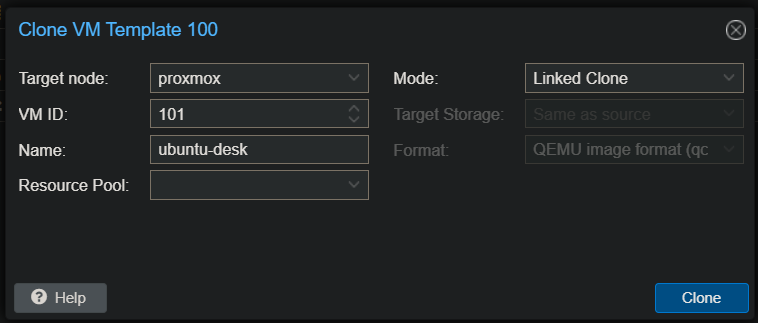 Clone VM Template 100
Target node: proxmox Mode: Linked Clone
VM ID: 101 Target Storage: Same as source
Name: ubuntu-desk Format: QEMU image format (qc
Resource Pool:
? Help Clone